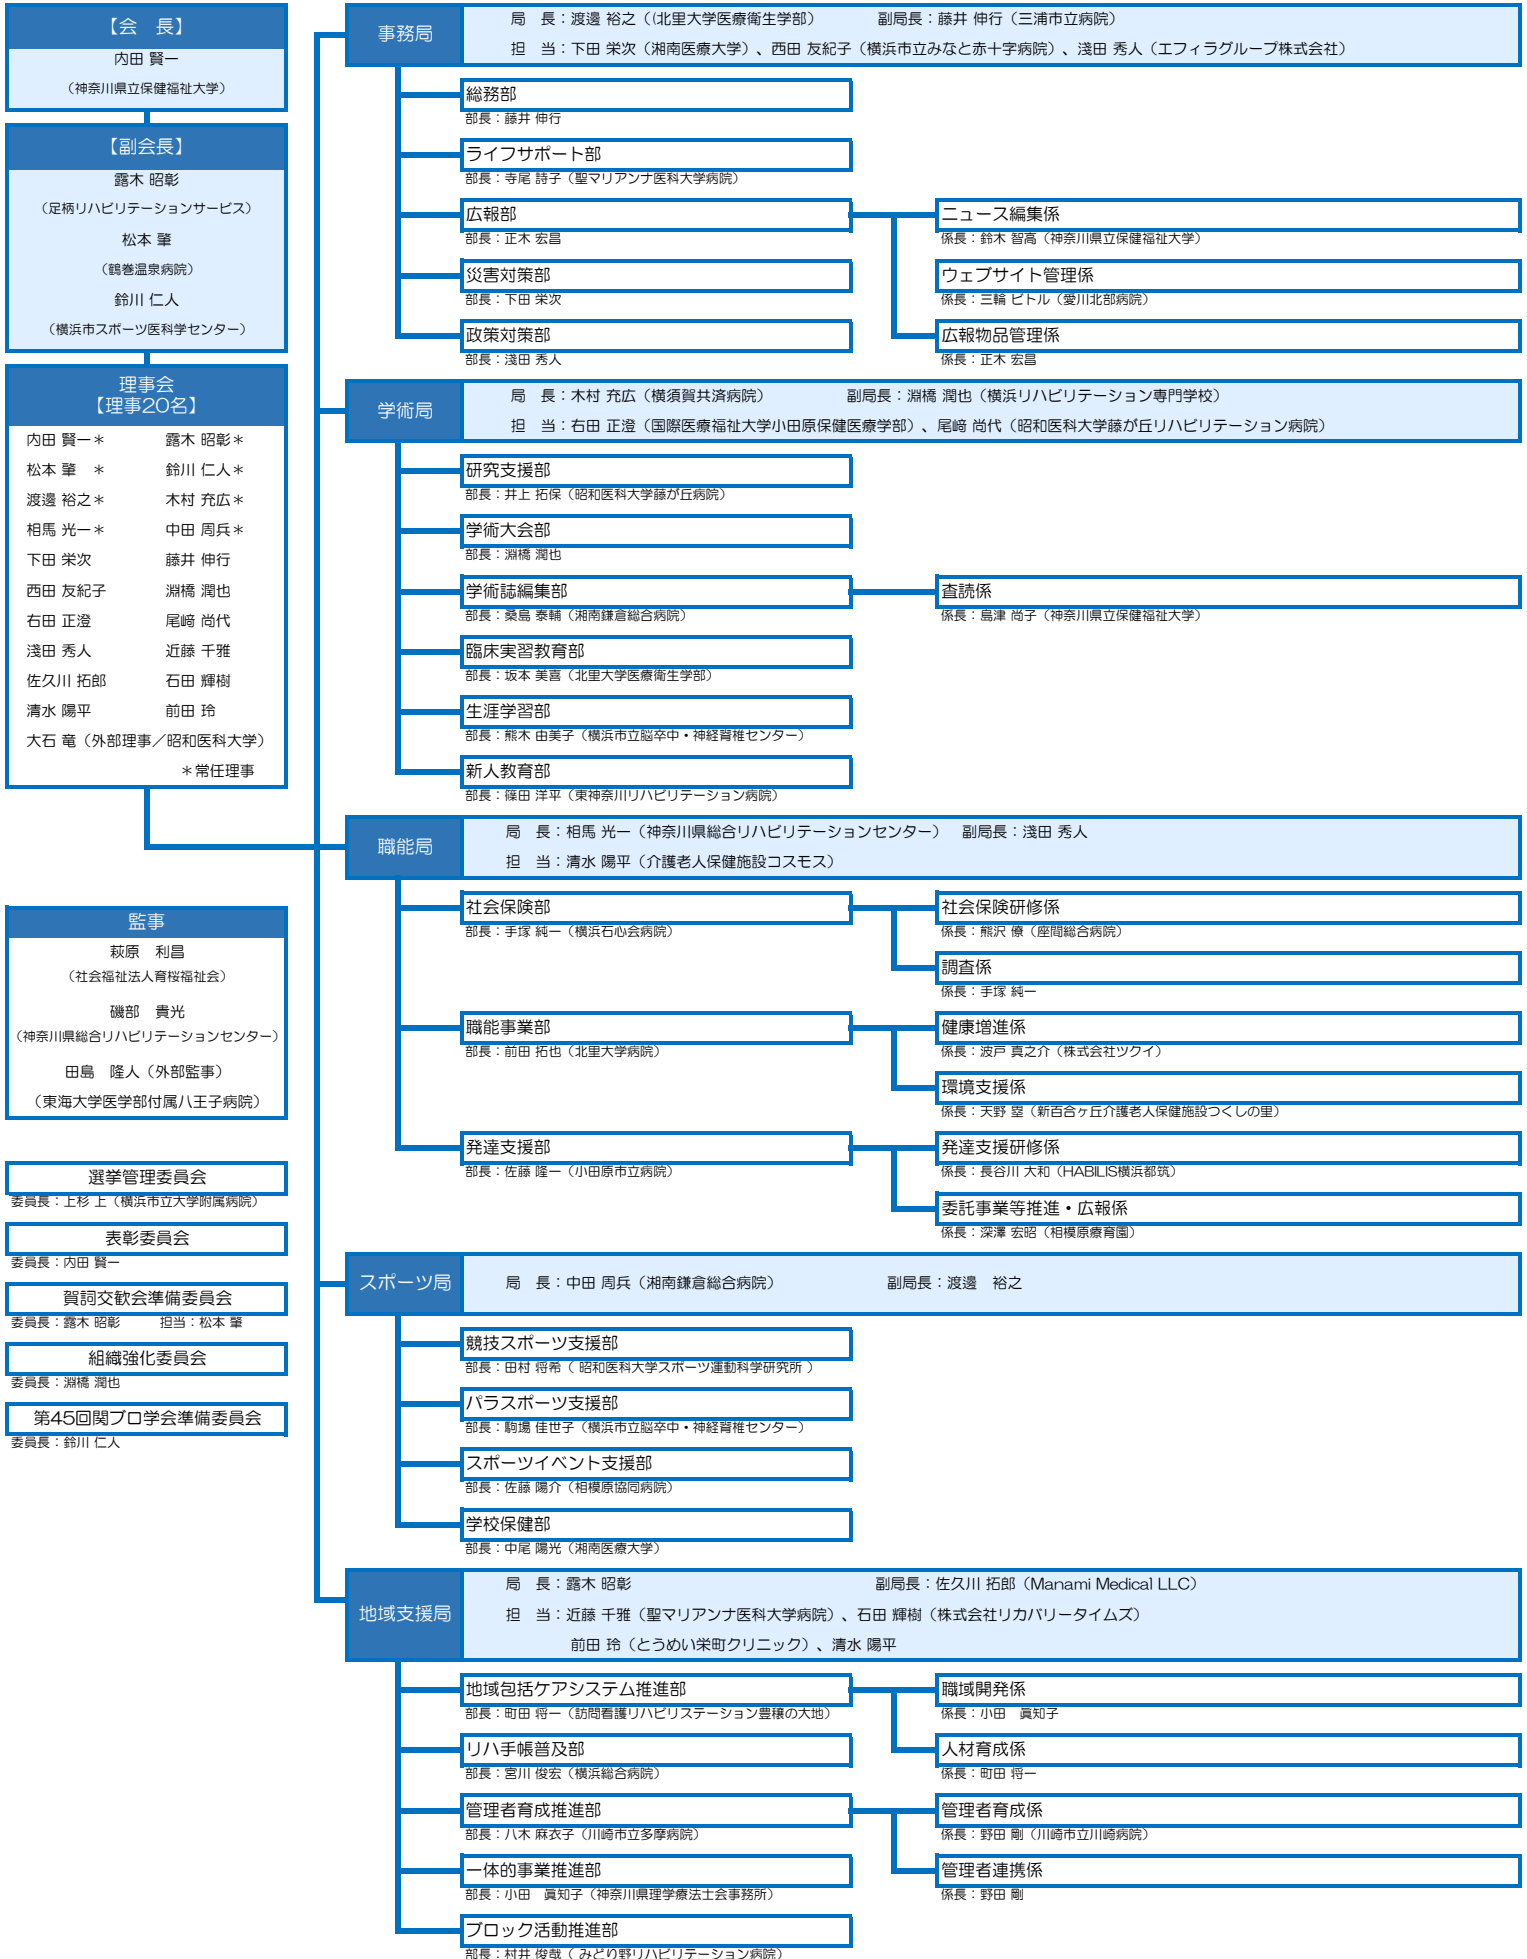 【会　長】
内田 賢一
（神奈川県立保健福祉大学）
【副会長】
露木 昭彰
（足柄リハビリテーションサービス）
松本 肇
（鶴巻温泉病院）
鈴川 仁人
（横浜市スポーツ医科学センター）
理事会
【理事20名】
内田 賢一＊　露木 昭彰＊
松本 肇　＊　鈴川 仁人＊
渡邊 裕之＊　木村 充広＊
相馬 光一＊　中田 周兵＊
下田 栄次　藤井 伸行
西田 友紀子　淵橋 潤也
右田 正澄　尾﨑 尚代
淺田 秀人　近藤 千雅
佐久川 拓郎　石田 輝樹
清水 陽平　前田 玲
大石 竜（外部理事／昭和医科大学）
＊常任理事
監事
萩原　利昌
（社会福祉法人育桜福祉会）
磯部　貴光
（神奈川県総合リハビリテーションセンター）
田島　隆人（外部監事）
（東海大学医学部付属八王子病院）
選挙管理委員会
委員長：上杉 上（横浜市立大学附属病院）
表彰委員会
委員長：内田 賢一
賀詞交歓会準備委員会
委員長：露木 昭彰　担当：松本 肇
組織強化委員会
委員長：淵橋 潤也
第45回関ブロ学会準備委員会
委員長：鈴川 仁人
事務局
局　長：渡邊 裕之（(北里大学医療衛生学部）　副局長：藤井 伸行（三浦市立病院）
担　当：下田 栄次（湘南医療大学）、西田 友紀子（横浜市立みなと赤十字病院）、淺田 秀人（エフィラグループ株式会社）
総務部
部長：藤井 伸行
ライフサポート部
部長：寺尾 詩子（聖マリアンナ医科大学病院）
広報部
部長：正木 宏昌
ニュース編集係
係長：鈴木 智高（神奈川県立保健福祉大学）
災害対策部
部長：下田 栄次
ウェブサイト管理係
係長：三輪 ビトル（愛川北部病院）
政策対策部
部長：淺田 秀人
広報物品管理係
係長：正木 宏昌
学術局
局　長：木村 充広（横須賀共済病院）　副局長：淵橋 潤也（横浜リハビリテーション専門学校）
担　当：右田 正澄（国際医療福祉大学小田原保健医療学部）、尾﨑 尚代（昭和医科大学藤が丘リハビリテーション病院）
研究支援部
部長：井上 拓保（昭和医科大学藤が丘病院）
学術大会部
部長：淵橋 潤也
学術誌編集部
部長：桑島 泰輔（湘南鎌倉総合病院）
査読係
係長：島津 尚子（神奈川県立保健福祉大学）
臨床実習教育部
部長：坂本 美喜（北里大学医療衛生学部）
生涯学習部
部長：熊木 由美子（横浜市立脳卒中・神経脊椎センター）
新人教育部
部長：篠田 洋平（東神奈川リハビリテーション病院）
職能局
局　長：相馬 光一（神奈川県総合リハビリテーションセンター）　副局長：淺田 秀人
担　当：清水 陽平（介護老人保健施設コスモス）
社会保険部
部長：手塚 純一（横浜石心会病院）
社会保険研修係
係長：熊沢 僚（座間総合病院）
調査係
係長：手塚 純一
職能事業部
部長：前田 拓也（北里大学病院）
健康増進係
係長：波戸 真之介（株式会社ツクイ）
環境支援係
係長：天野 塁（新百合ヶ丘介護老人保健施設つくしの里）
発達支援部
部長：佐藤 隆一（小田原市立病院）
発達支援研修係
係長：長谷川 大和（HABILIS横浜都筑）
委託事業等推進・広報係
係長：深澤 宏昭（相模原療育園）
スポーツ局
局　長：中田 周兵（湘南鎌倉総合病院）　副局長：渡邊　裕之
競技スポーツ支援部
部長：田村 将希（ 昭和医科大学スポーツ運動科学研究所 ）
パラスポーツ支援部
部長：駒場 佳世子（横浜市立脳卒中・神経脊椎センター）
スポーツイベント支援部
部長：佐藤 陽介（相模原協同病院）
学校保健部
部長：中尾 陽光（湘南医療大学）
地域支援局
局　長：露木 昭彰　副局長：佐久川 拓郎（Manami Medical LLC）
担　当：近藤 千雅（聖マリアンナ医科大学病院）、石田 輝樹（株式会社リカバリータイムズ）
前田 玲（とうめい栄町クリニック）、清水 陽平
地域包括ケアシステム推進部
部長：町田 将一（訪問看護リハビリステーション豊穣の大地）
職域開発係
係長：小田　眞知子
リハ手帳普及部
部長：宮川 俊宏（横浜総合病院）
人材育成係
係長：町田 将一
管理者育成推進部
部長：八木 麻衣子（川崎市立多摩病院）
管理者育成係
係長：野田 剛（川崎市立川崎病院）
一体的事業推進部
部長：小田　眞知子（神奈川県理学療法士会事務所）
管理者連携係
係長：野田 剛
ブロック活動推進部
部長：村井 俊哉（ みどり野リハビリテーション病院）